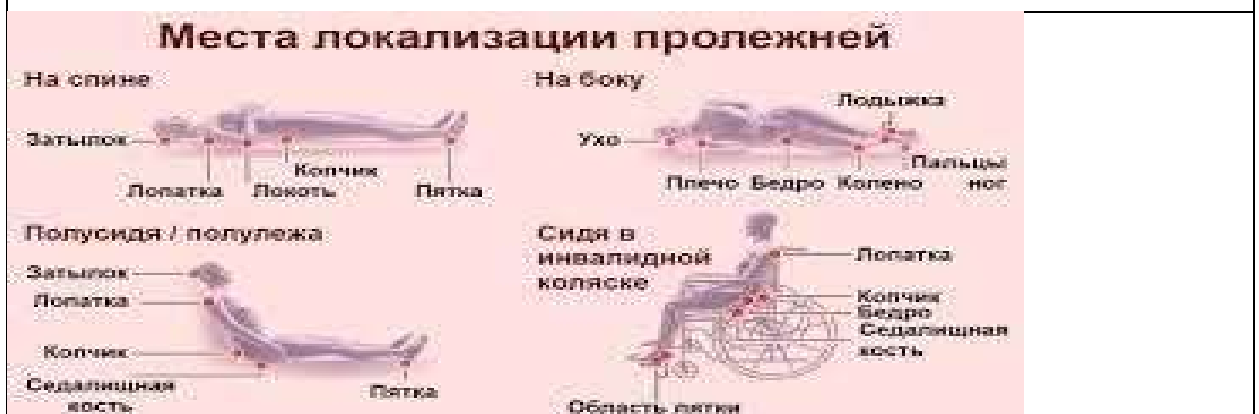 Места локализации пролежней
На спине
Затылок
Лопатка
Локоть
Копчик
Пятка
На боку
Ухо
Плечо
Бедро
Колено
Лодыжка
Пальцы
ног
Полусидя / полулежа
Затылок
Лопатка
Копчик
Седалищная
кость
Пятка
Сидя в
инвалидной
коляске
Лопатка
Копчик
Бедро
Седалищная
кость
Область пятки